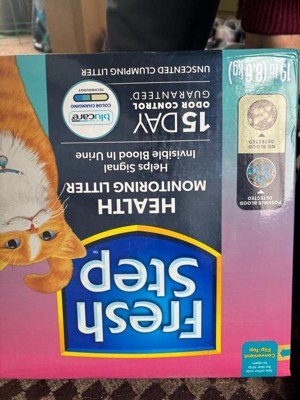 Fresh
Step™
HEALTH
MONITORING LITTER
Helps Signal
Invisible Blood In Urine
15 DAY
ODOR CONTROL
GUARANTEED
UNSCENTED CLUMPING LITTER
blucare
COLOR CHANGING
TECHNOLOGY
POSSIBLE BLOOD
DETECTED
NO BLOOD
DETECTED
19 lb (8.6 kg)
Convenient
Flip-Top